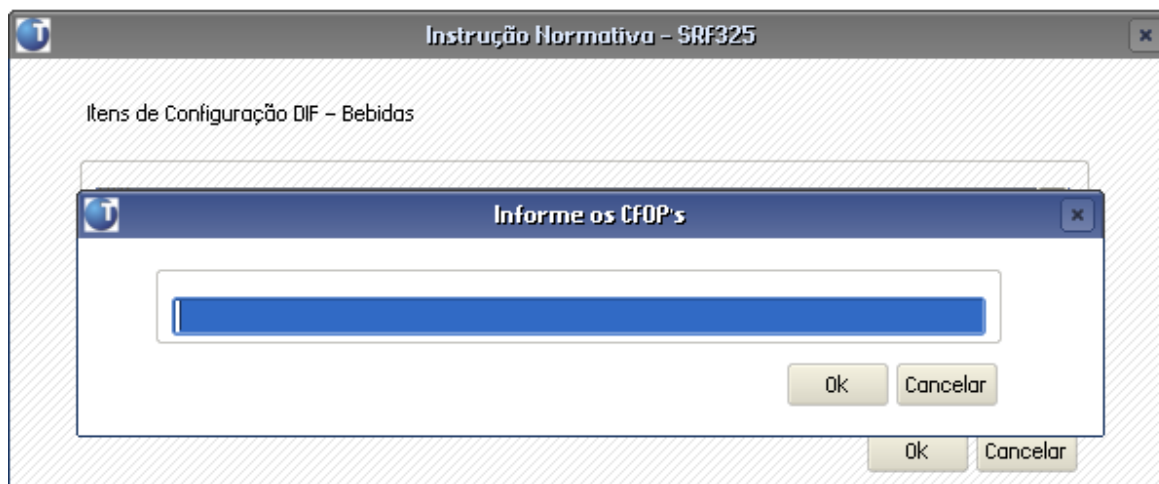 Instrução Normativa - SRF325
Itens de Configuração DIF - Bebidas
Informe os CFOP's
Ok Cancelar
Ok Cancelar